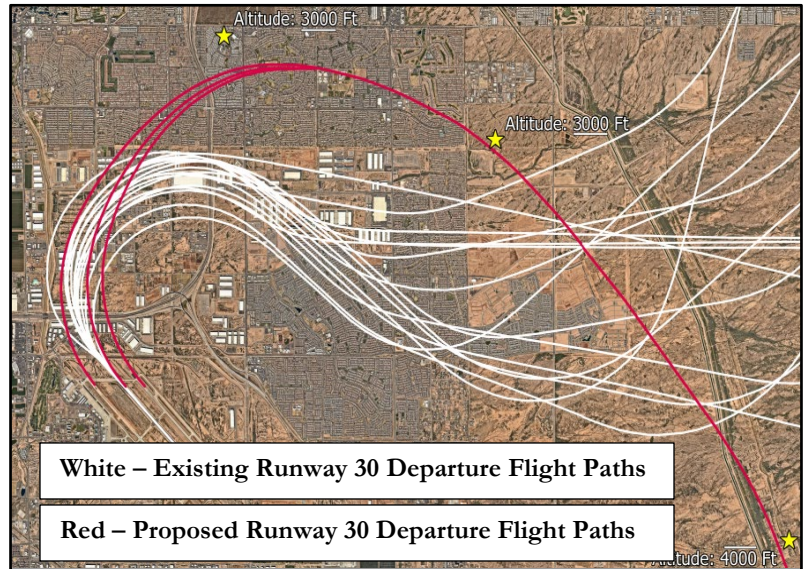 Altitude: 3000 Ft
Altitude: 3000 Ft
White – Existing Runway 30 Departure Flight Paths
Red – Proposed Runway 30 Departure Flight Paths
Altitude: 4000 Ft